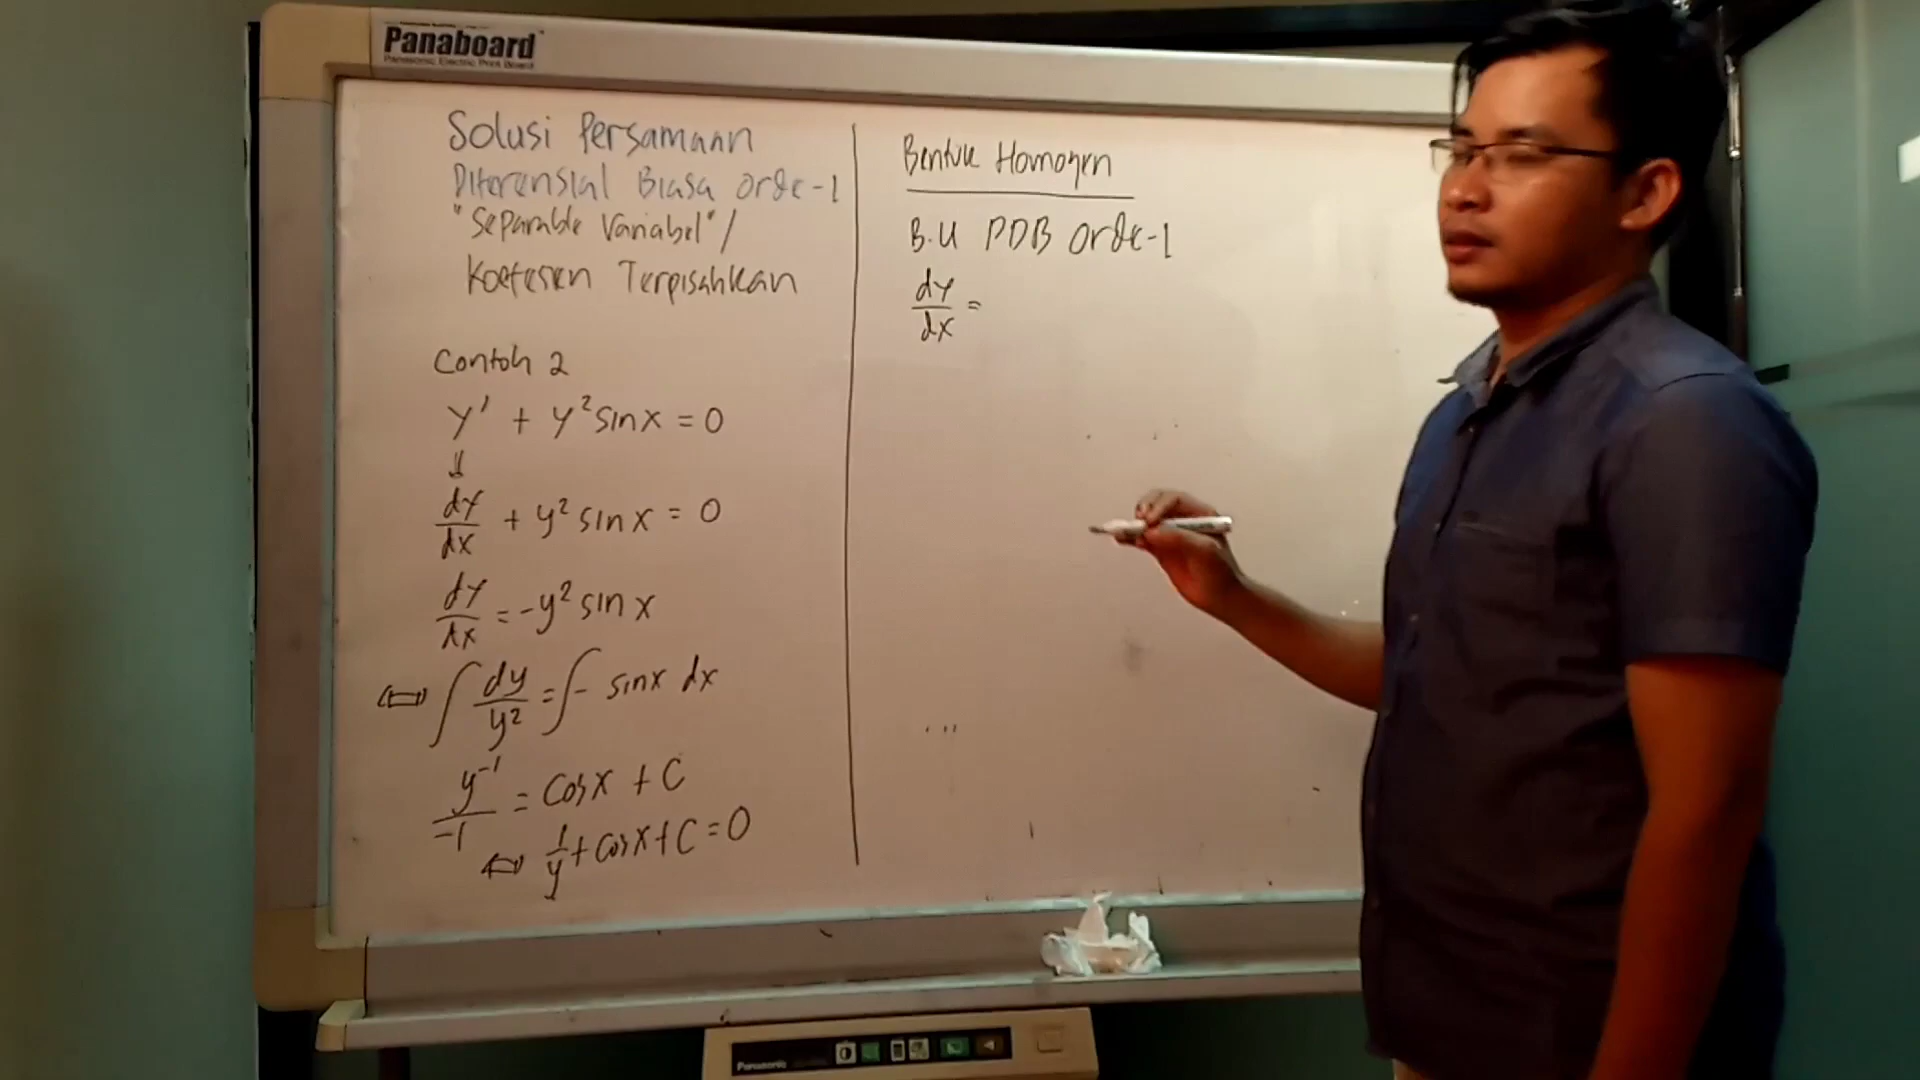 Panaboard
Panasonic Electric Print Board
Solusi Persamaan
Diferensial Biasa Orde-1
"Separable Variabel" /
Koefisien Terpisahkan
Contoh 2
y' + y² sin x = 0
⇓
dy/dx + y² sin x = 0
dy/dx = -y² sin x
⇔ ∫ dy/y² = ∫ - sin x dx
y⁻¹/-1 = cos x + C
⇔ 1/y + cos x + C = 0
Bentuk Homogen
B.U PDB Orde-1
dy/dx =
...
Panasonic